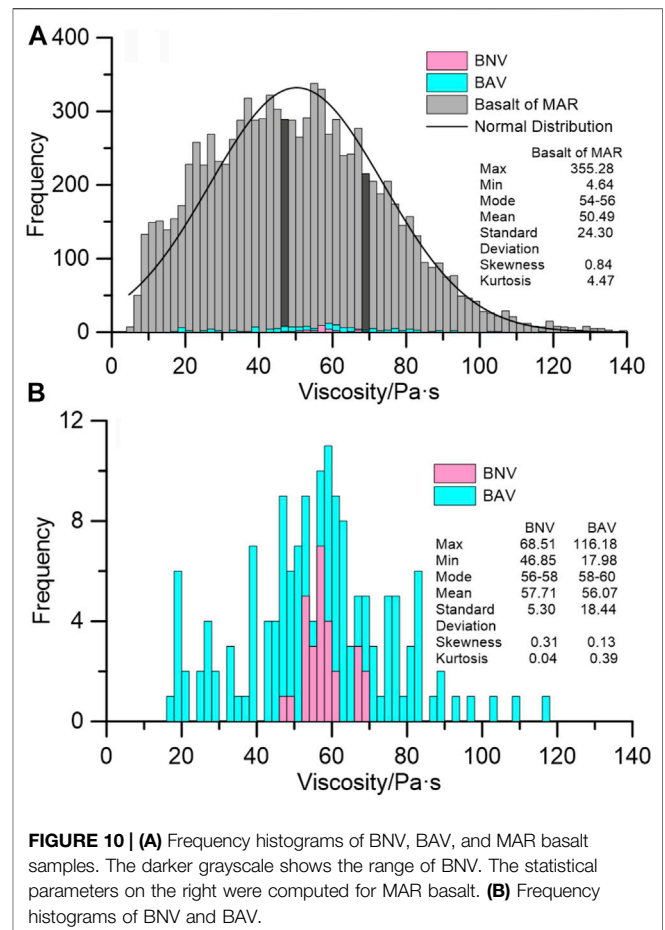 A
400
300
200
100
0
Frequency
BNV
BAV
Basalt of MAR
Normal Distribution
Basalt of MAR
Max 355.28
Min 4.64
Mode 54-56
Mean 50.49
Standard 24.30
Deviation
Skewness 0.84
Kurtosis 4.47
0 20 40 60 80 100 120 140
Viscosity/Pa·s
B
12
8
4
0
Frequency
BNV
BAV
BNV BAV
Max 68.51 116.18
Min 46.85 17.98
Mode 56-58 58-60
Mean 57.71 56.07
Standard 5.30 18.44
Deviation
Skewness 0.31 0.13
Kurtosis 0.04 0.39
0 20 40 60 80 100 120 140
Viscosity/Pa·s
FIGURE 10 | (A) Frequency histograms of BNV, BAV, and MAR basalt
samples. The darker grayscale shows the range of BNV. The statistical
parameters on the right were computed for MAR basalt. (B) Frequency
histograms of BNV and BAV.